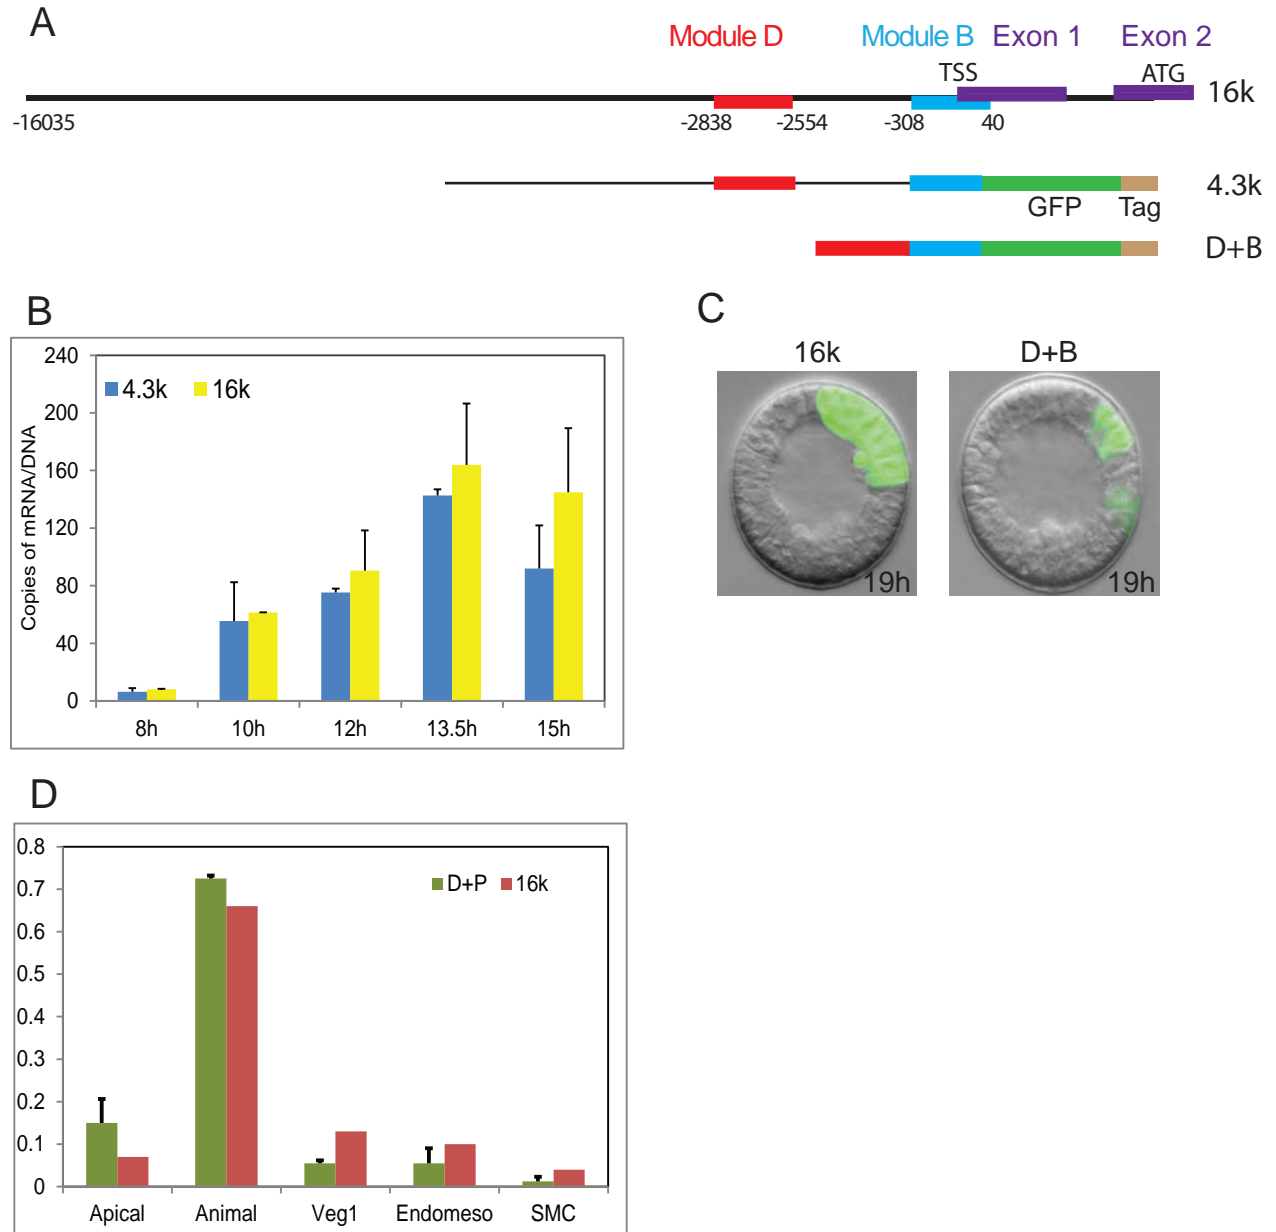 A
Module D Module B Exon 1 Exon 2
TSS ATG
16k
-16035 -2838 -2554 -308 40
4.3k
GFP Tag
D+B
B
240
200
160
120
80
40
0
Copies of mRNA/DNA
4.3k 16k
8h 10h 12h 13.5h 15h
C
16k D+B
19h 19h
D
0.8
0.7
0.6
0.5
0.4
0.3
0.2
0.1
0
D+P 16k
Apical Animal Veg1 Endomeso SMC